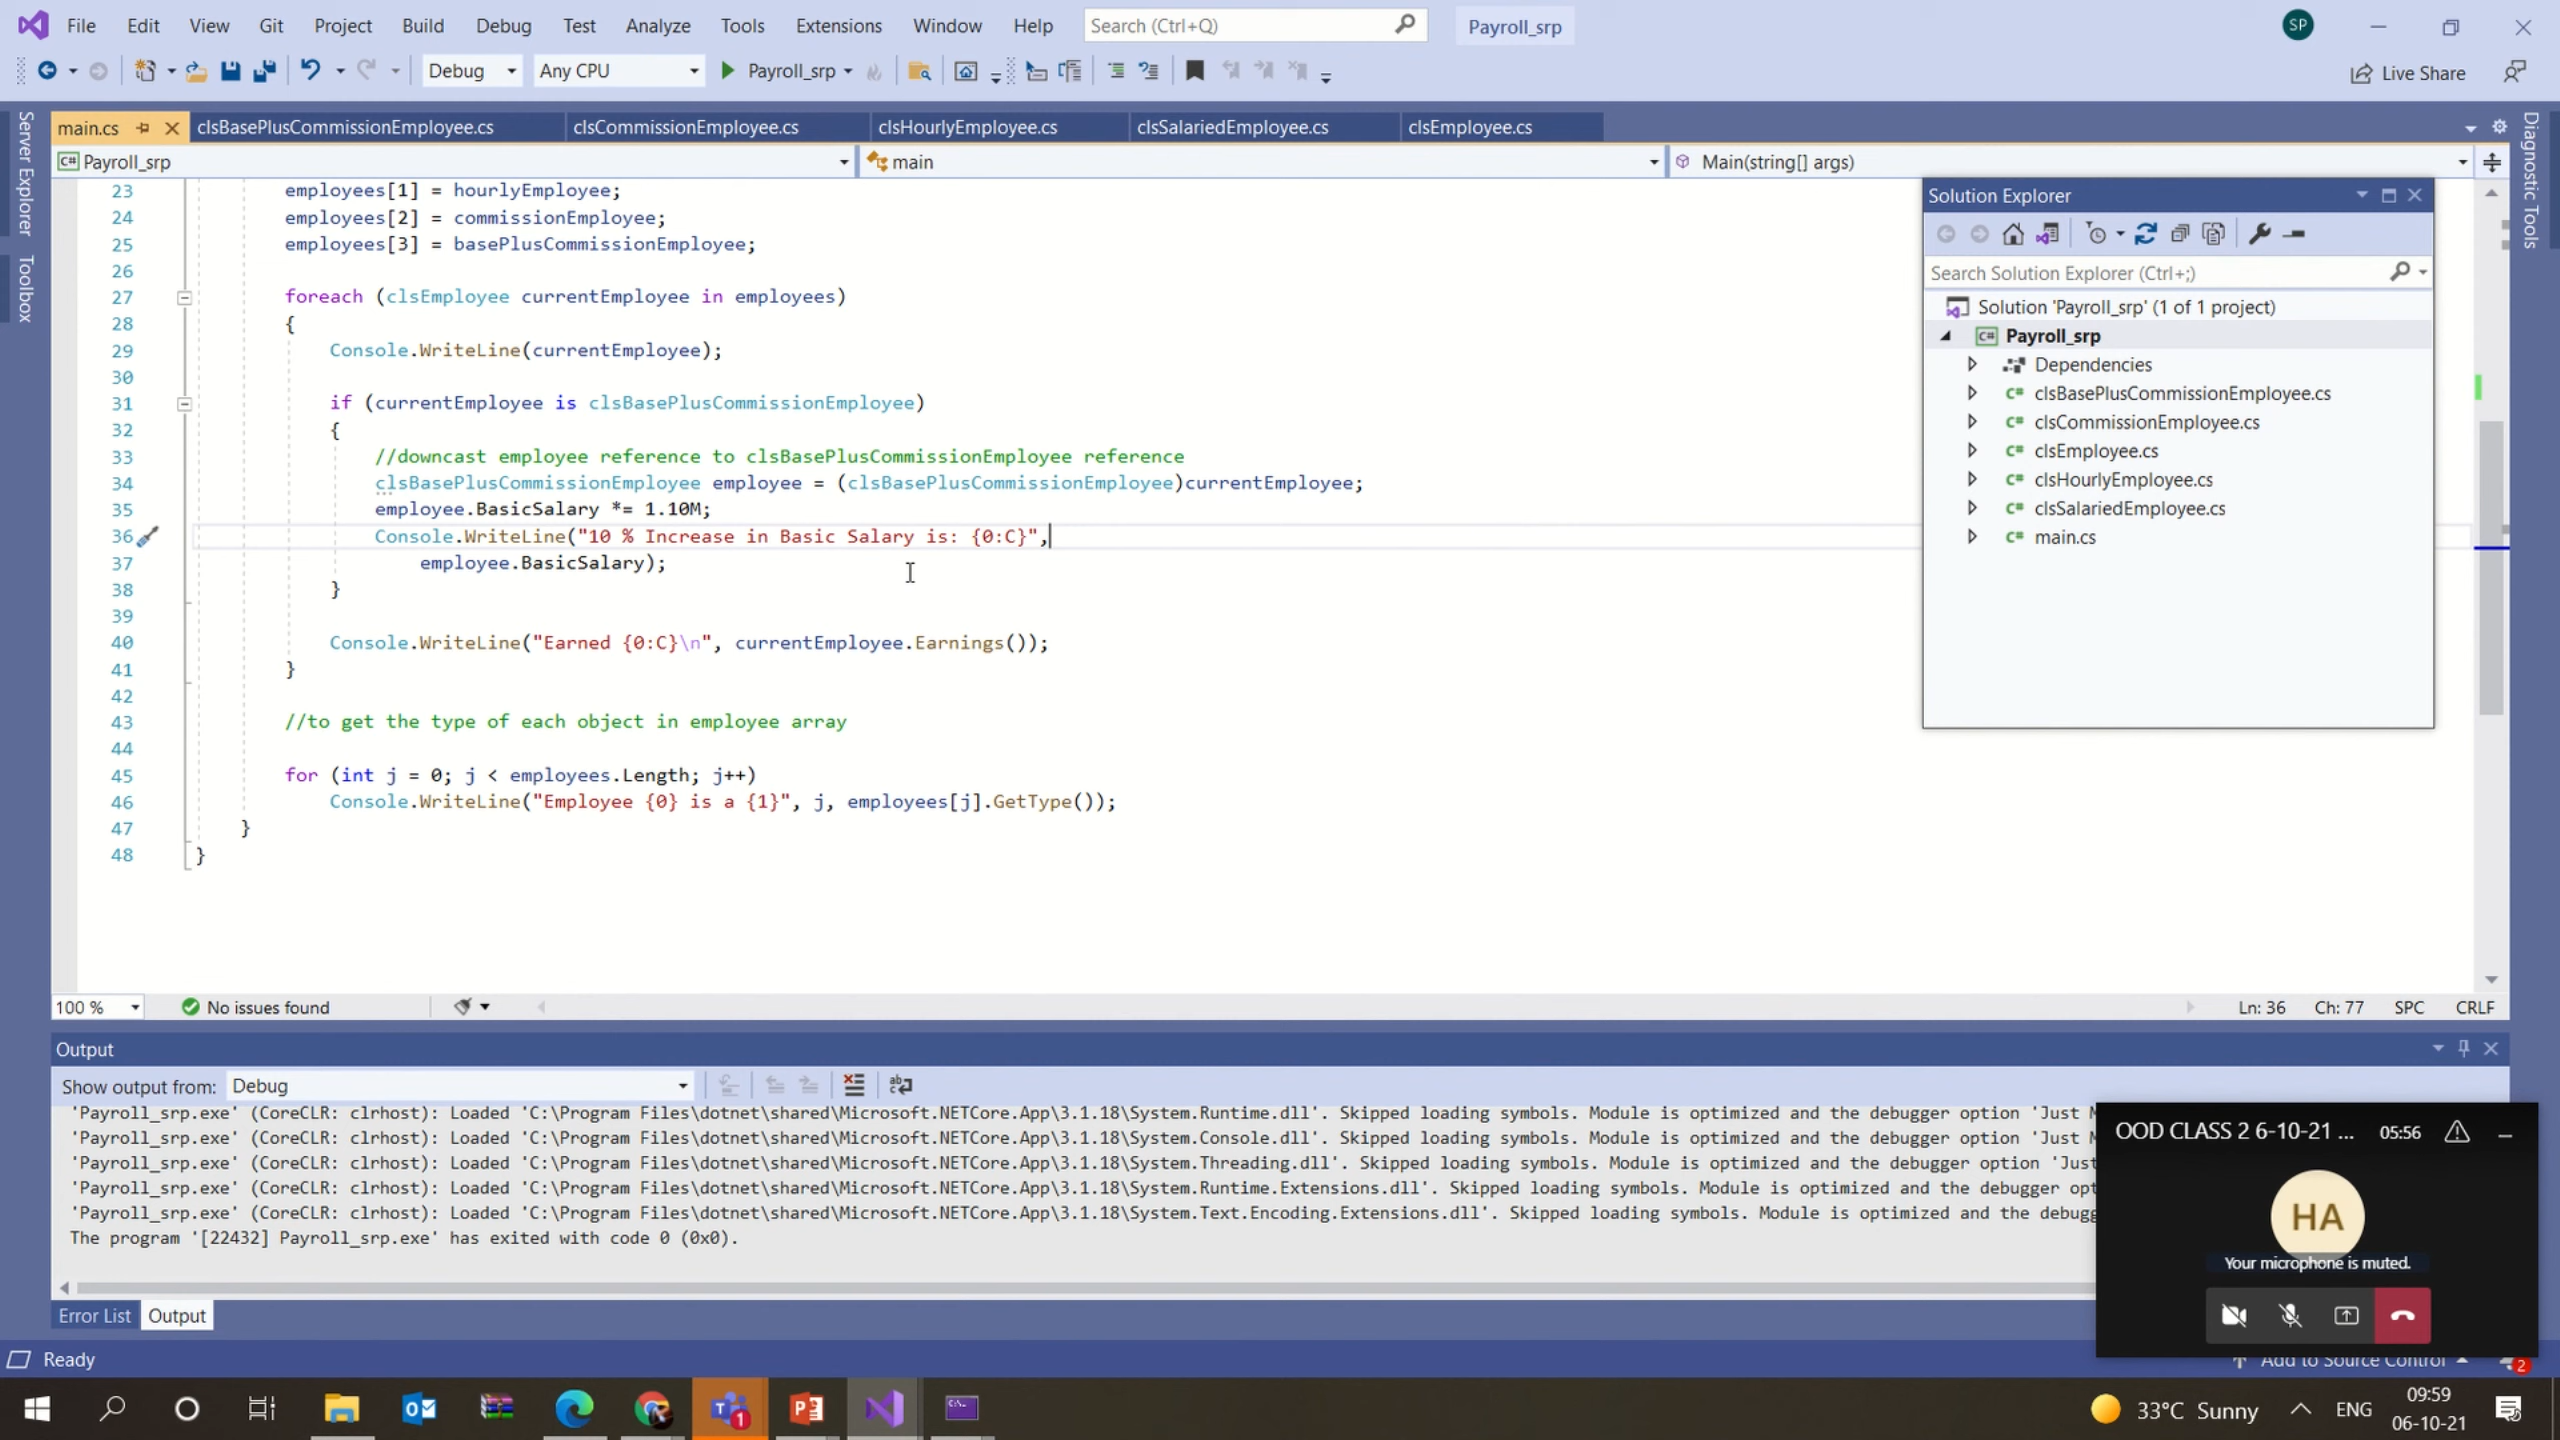 File Edit View Git Project Build Debug Test Analyze Tools Extensions Window Help Search (Ctrl+Q) Payroll_srp SP
Debug Any CPU Payroll_srp Live Share
Server Explorer
Toolbox
main.cs clsBasePlusCommissionEmployee.cs clsCommissionEmployee.cs clsHourlyEmployee.cs clsSalariedEmployee.cs clsEmployee.cs
Payroll_srp main Main(string[] args)
23 employees[1] = hourlyEmployee;
24 employees[2] = commissionEmployee;
25 employees[3] = basePlusCommissionEmployee;
26
27 foreach (clsEmployee currentEmployee in employees)
28 {
29 Console.WriteLine(currentEmployee);
30
31 if (currentEmployee is clsBasePlusCommissionEmployee)
32 {
33 //downcast employee reference to clsBasePlusCommissionEmployee reference
34 clsBasePlusCommissionEmployee employee = (clsBasePlusCommissionEmployee)currentEmployee;
35 employee.BasicSalary *= 1.10M;
36 Console.WriteLine("10 % Increase in Basic Salary is: {0:C}",
37 employee.BasicSalary);
38 }
39
40 Console.WriteLine("Earned {0:C}\n", currentEmployee.Earnings());
41 }
42
43 //to get the type of each object in employee array
44
45 for (int j = 0; j < employees.Length; j++)
46 Console.WriteLine("Employee {0} is a {1}", j, employees[j].GetType());
47 }
48 }
Solution Explorer
Search Solution Explorer (Ctrl+;)
Solution 'Payroll_srp' (1 of 1 project)
C# Payroll_srp
Dependencies
C# clsBasePlusCommissionEmployee.cs
C# clsCommissionEmployee.cs
C# clsEmployee.cs
C# clsHourlyEmployee.cs
C# clsSalariedEmployee.cs
C# main.cs
Diagnostic Tools
100 % No issues found Ln: 36 Ch: 77 SPC CRLF
Output
Show output from: Debug
'Payroll_srp.exe' (CoreCLR: clrhost): Loaded 'C:\Program Files\dotnet\shared\Microsoft.NETCore.App\3.1.18\System.Runtime.dll'. Skipped loading symbols. Module is optimized and the debugger option 'Just M
'Payroll_srp.exe' (CoreCLR: clrhost): Loaded 'C:\Program Files\dotnet\shared\Microsoft.NETCore.App\3.1.18\System.Console.dll'. Skipped loading symbols. Module is optimized and the debugger option 'Just M
'Payroll_srp.exe' (CoreCLR: clrhost): Loaded 'C:\Program Files\dotnet\shared\Microsoft.NETCore.App\3.1.18\System.Threading.dll'. Skipped loading symbols. Module is optimized and the debugger option 'Just
'Payroll_srp.exe' (CoreCLR: clrhost): Loaded 'C:\Program Files\dotnet\shared\Microsoft.NETCore.App\3.1.18\System.Runtime.Extensions.dll'. Skipped loading symbols. Module is optimized and the debugger opt
'Payroll_srp.exe' (CoreCLR: clrhost): Loaded 'C:\Program Files\dotnet\shared\Microsoft.NETCore.App\3.1.18\System.Text.Encoding.Extensions.dll'. Skipped loading symbols. Module is optimized and the debugg
The program '[22432] Payroll_srp.exe' has exited with code 0 (0x0).
Error List Output
OOD CLASS 2 6-10-21 ... 05:56
HA
Your microphone is muted.
Ready Add to Source Control 2
33°C Sunny ENG 09:59
06-10-21